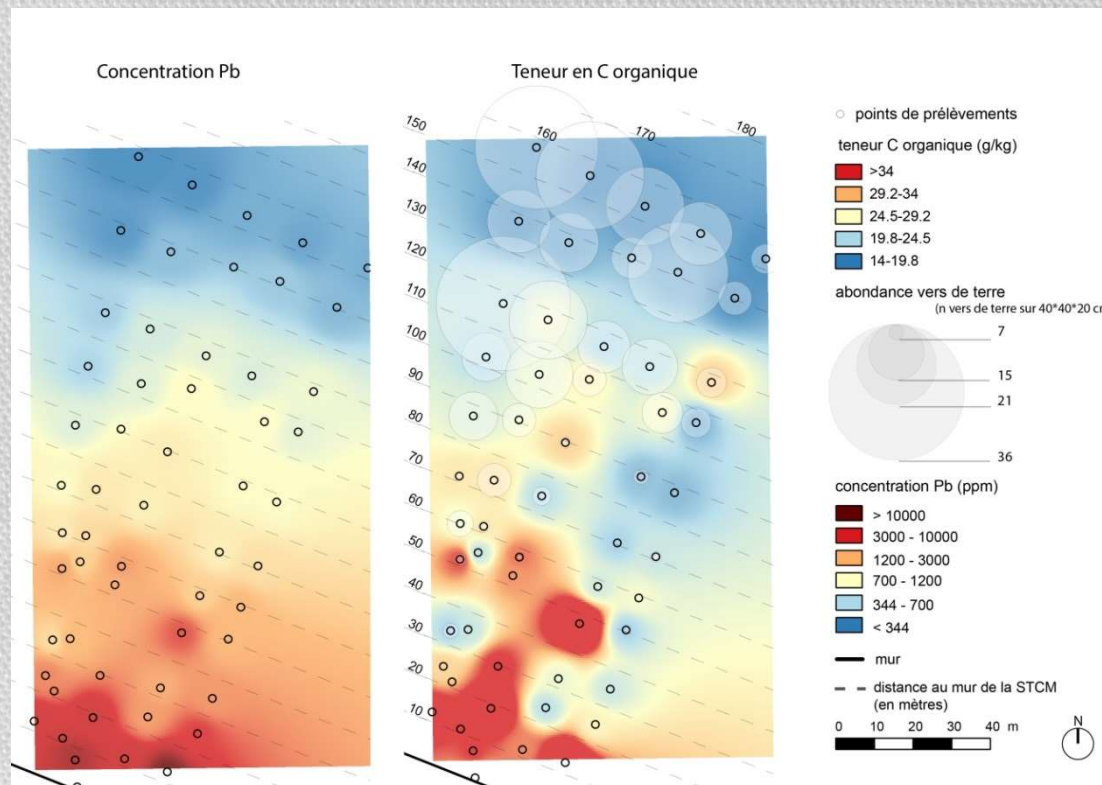 Concentration Pb
Teneur en C organique
150
160
170
180
140
130
120
110
100
90
80
70
60
50
40
30
20
10
points de prélèvements
teneur C organique (g/kg)
>34
29.2-34
24.5-29.2
19.8-24.5
14-19.8
abondance vers de terre
(n vers de terre sur 40*40*20 cm
7
15
21
36
concentration Pb (ppm)
> 10000
3000 - 10000
1200 - 3000
700 - 1200
344 - 700
< 344
mur
distance au mur de la STCM
(en mètres)
0 10 20 30 40 m
N